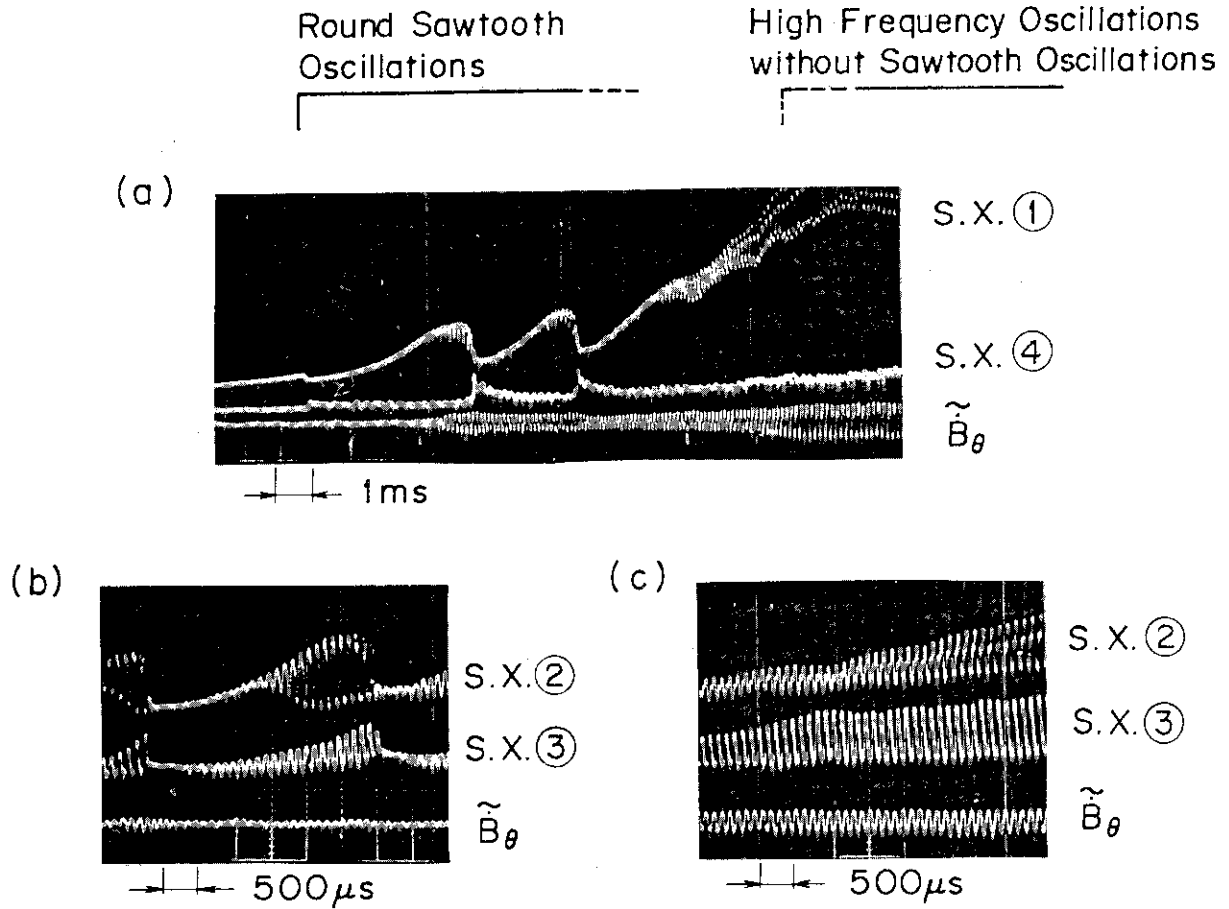 Round Sawtooth
Oscillations
High Frequency Oscillations
without Sawtooth Oscillations
(a)
S.X.①
S.X.④
B̃̇θ
1ms
(b)
S.X.②
S.X.③
B̃̇θ
500μs
(c)
S.X.②
S.X.③
B̃̇θ
500μs